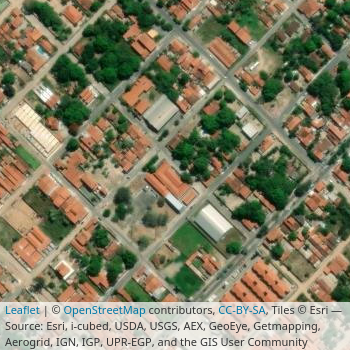 Leaflet | © OpenStreetMap contributors, CC-BY-SA, Tiles © Esri —
Source: Esri, i-cubed, USDA, USGS, AEX, GeoEye, Getmapping,
Aerogrid, IGN, IGP, UPR-EGP, and the GIS User Community